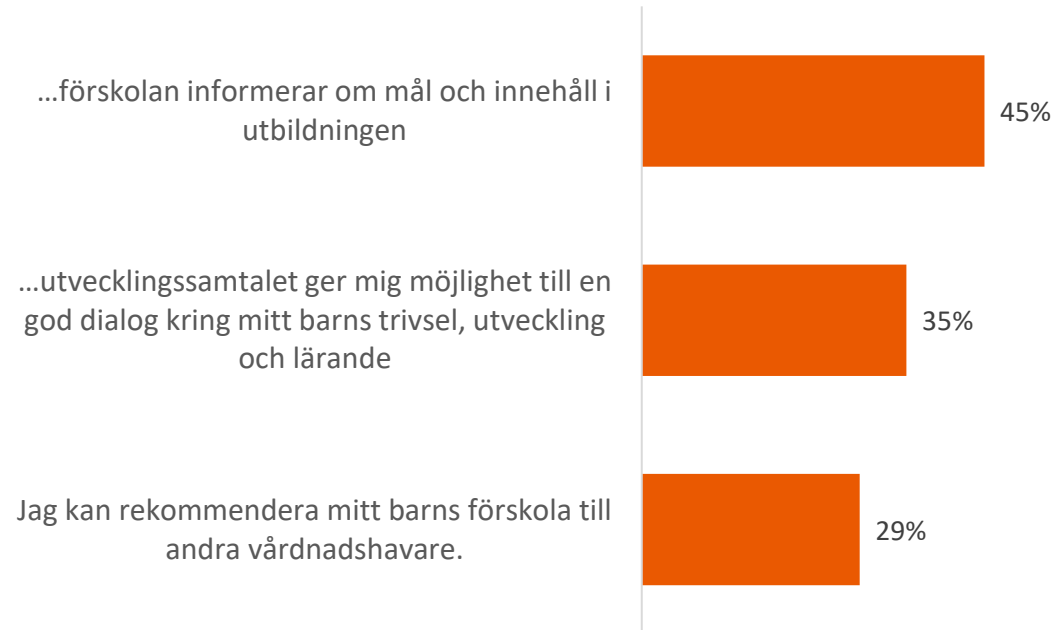 ...förskolan informerar om mål och innehåll i
utbildningen
45%
...utvecklingssamtalet ger mig möjlighet till en
god dialog kring mitt barns trivsel, utveckling
och lärande
35%
Jag kan rekommendera mitt barns förskola till
andra vårdnadshavare.
29%